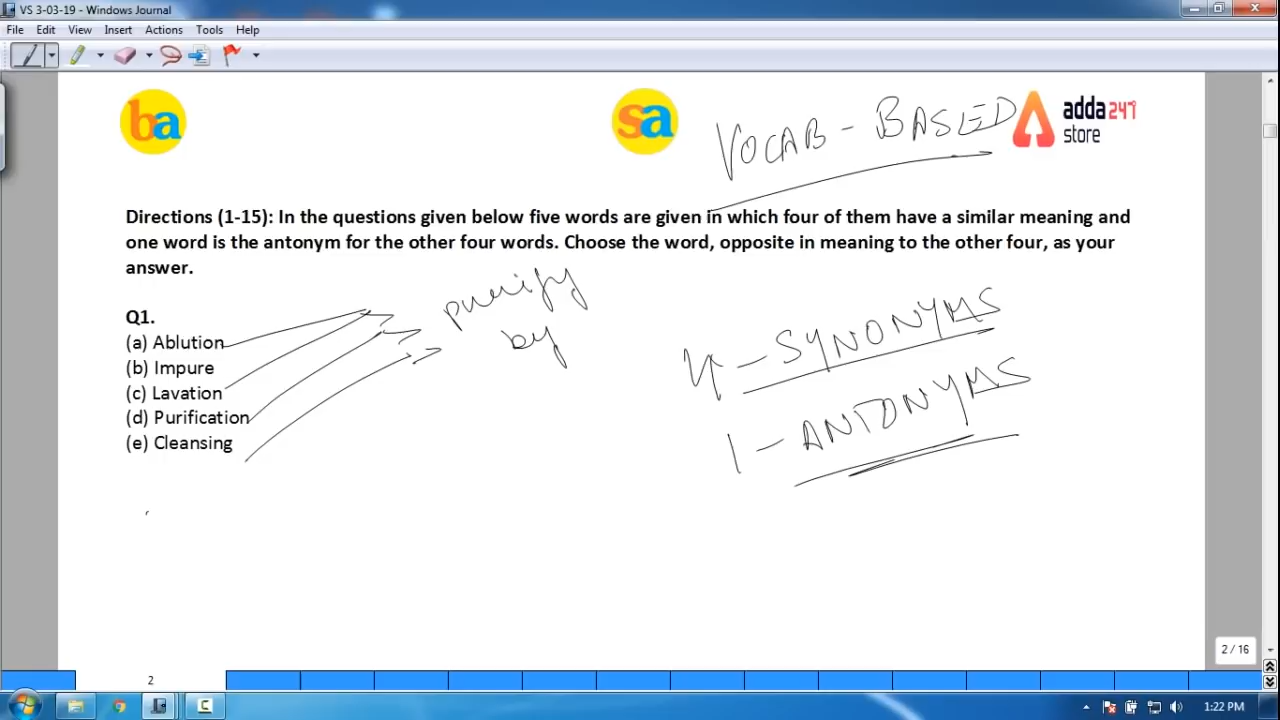 VS 3-03-19 - Windows Journal
File Edit View Insert Actions Tools Help
ba
sa
VOCAB - BASED
adda 247
store
Directions (1-15): In the questions given below five words are given in which four of them have a similar meaning and
one word is the antonym for the other four words. Choose the word, opposite in meaning to the other four, as your
answer.
purify
by
Q1.
(a) Ablution
(b) Impure
(c) Lavation
(d) Purification
(e) Cleansing
4 - SYNONYMS
1 - ANTONYMS
2 / 16
2
1:22 PM